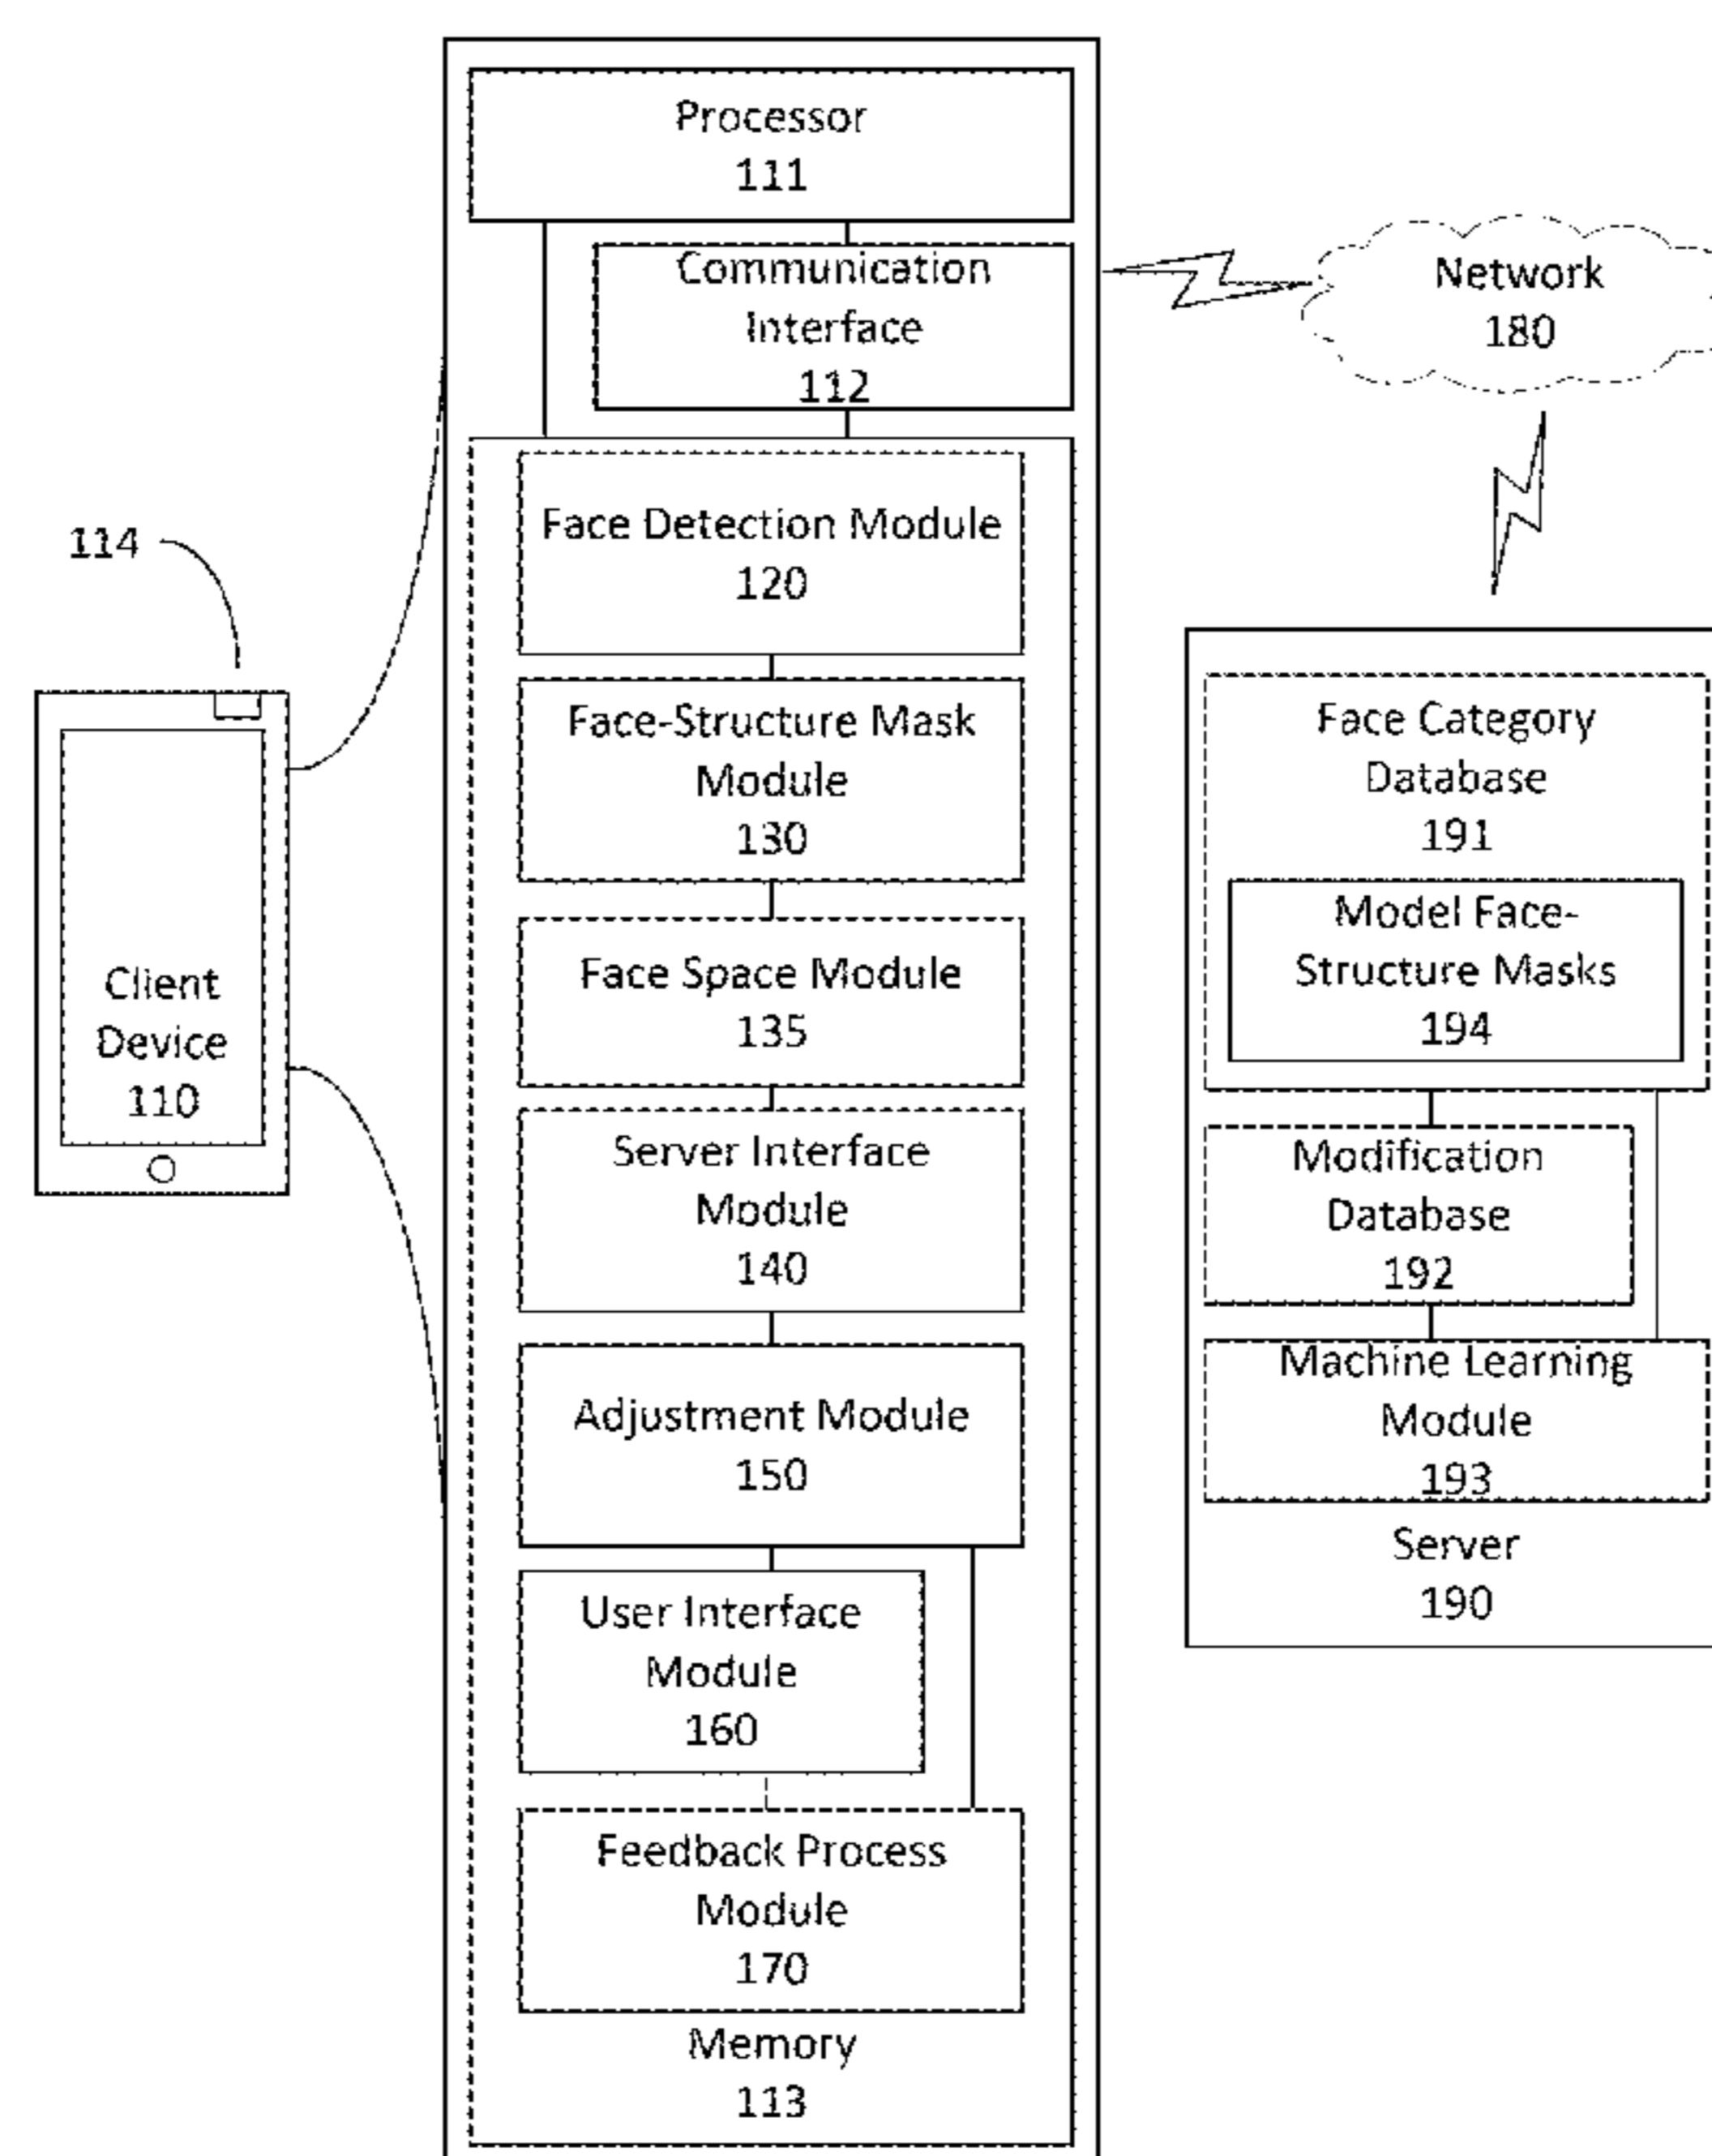 114
Client
Device
110
Processor
111
Communication
Interface
112
Face Detection Module
120
Face-Structure Mask
Module
130
Face Space Module
135
Server Interface
Module
140
Adjustment Module
150
User Interface
Module
160
Feedback Process
Module
170
Memory
113
Network
180
Face Category
Database
191
Model Face-
Structure Masks
194
Modification
Database
192
Machine Learning
Module
193
Server
190